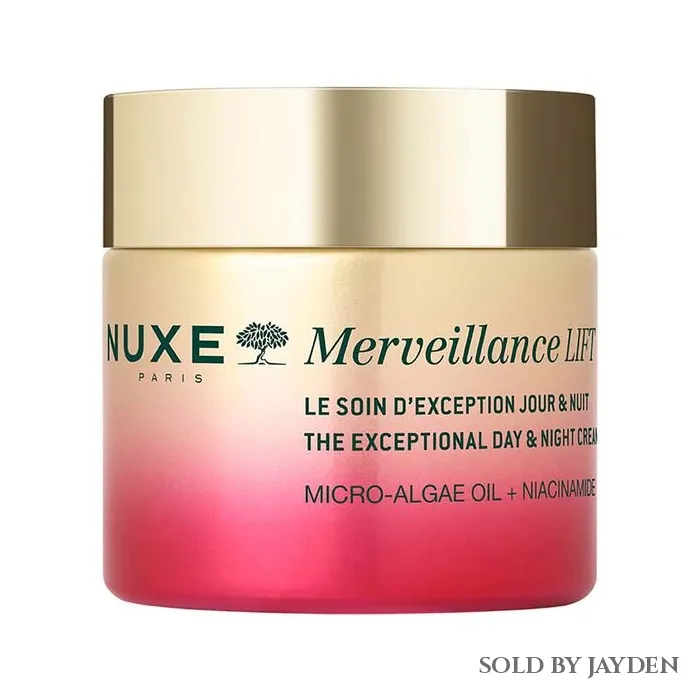 NUXE
PARIS
Merveillance LIFT
LE SOIN D'EXCEPTION JOUR & NUIT
THE EXCEPTIONAL DAY & NIGHT CREAM
MICRO-ALGAE OIL + NIACINAMIDE
SOLD BY JAYDEN